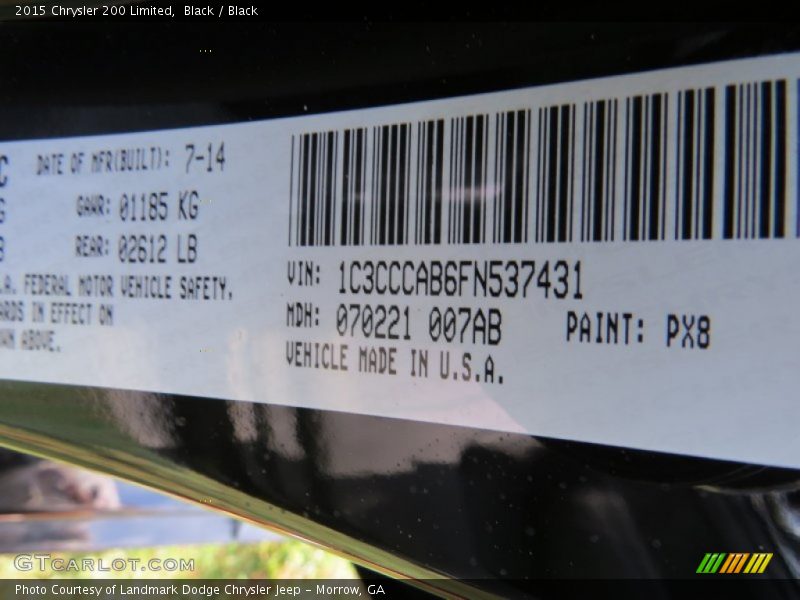 2015 Chrysler 200 Limited, Black / Black
DATE OF MFR(BUILT): 7-14
GAWR: 01185 KG
REAR: 02612 LB
FEDERAL MOTOR VEHICLE SAFETY.
IN EFFECT ON
ABOVE.
VIN: 1C3CCCAB6FN537431
MDH: 070221 007AB PAINT: PX8
VEHICLE MADE IN U.S.A.
GTCARLOT.COM
Photo Courtesy of Landmark Dodge Chrysler Jeep - Morrow, GA